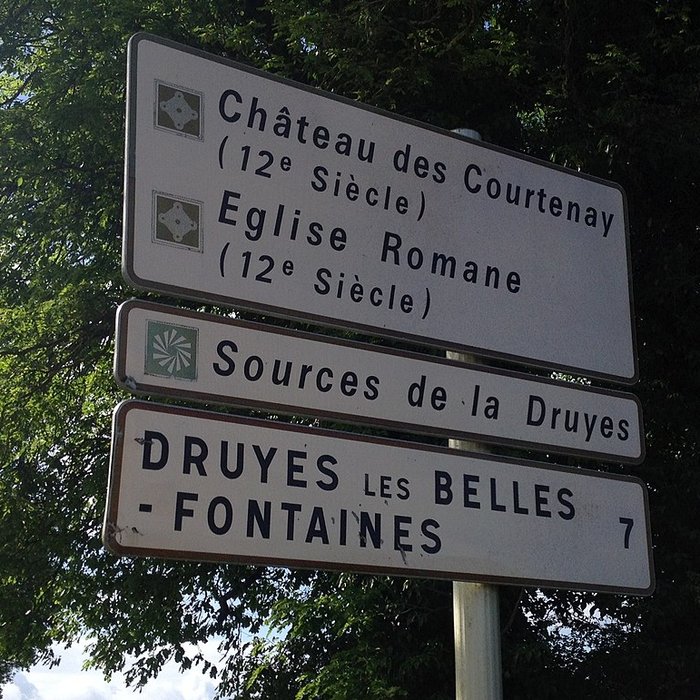 Château des Courtenay
(12e Siècle)
Eglise Romane
(12e Siècle)
Sources de la Druyes
DRUYES LES BELLES
- FONTAINES 7